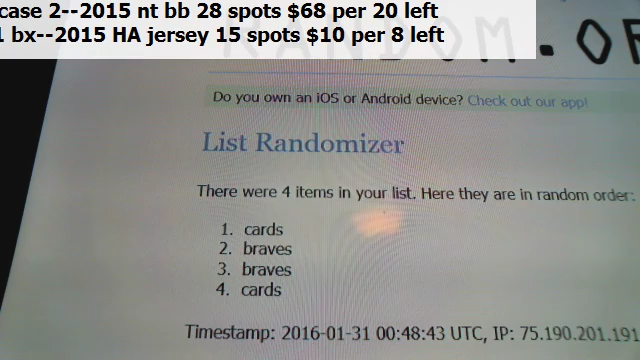 case 2--2015 nt bb 28 spots $68 per 20 left
bx--2015 HA jersey 15 spots $10 per 8 left
RANDOM.OR
Do you own an iOS or Android device? Check out our app!
List Randomizer
There were 4 items in your list. Here they are in random order:
1. cards
2. braves
3. braves
4. cards
Timestamp: 2016-01-31 00:48:43 UTC, IP: 75.190.201.191